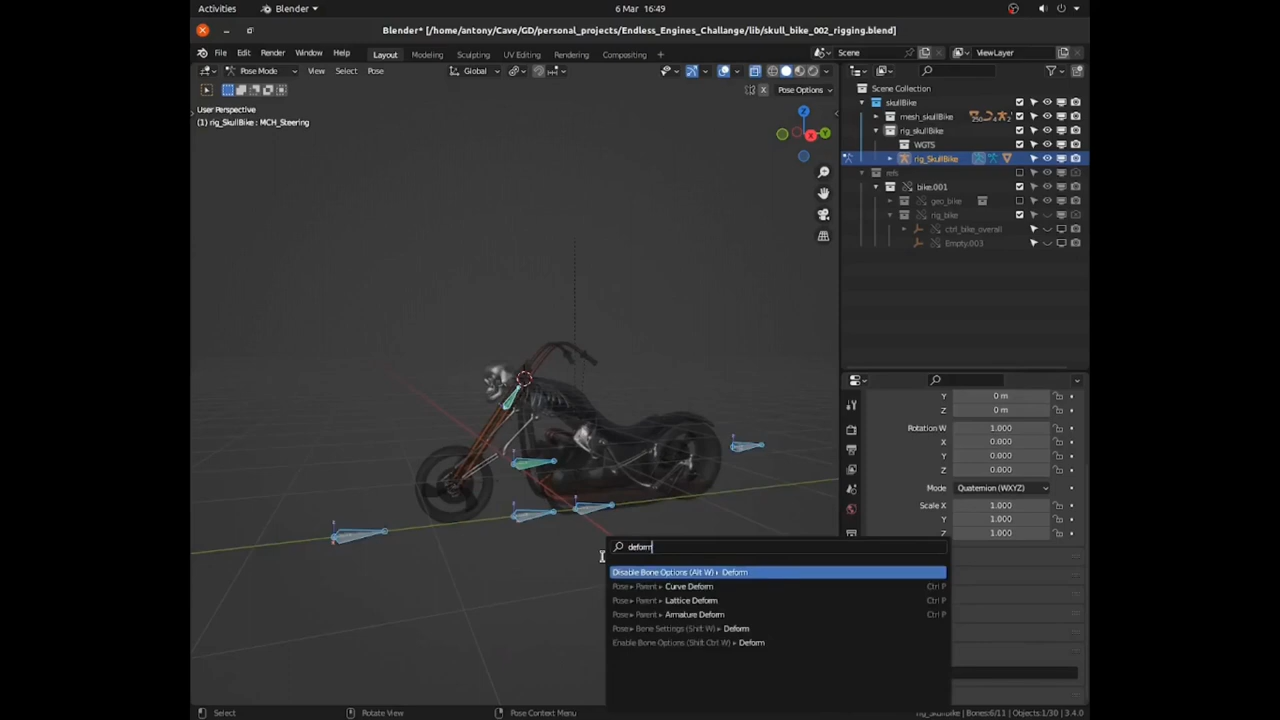 Activities
Blender
6 Mar 16:49
Blender* [/home/antony/Cave/GD/personal_projects/Endless_Engines_Challange/lib/skull_bike_002_rigging.blend]
File Edit Render Window Help Layout Modeling Sculpting UV Editing Rendering Compositing + Scene ViewLayer
Pose Mode View Select Pose Global
Pose Options
User Perspective
(1) rig_SkullBike : MCH_Steering
Z
Y
X
Scene Collection
skullBike
mesh_skullBike
rig_skullBike
WGTS
rig_SkullBike
refs
bike.001
geo_bike
rig_bike
ctrl_bike_overall
Empty.003
Y 0 m
Z 0 m
Rotation W 1.000
X 0.000
Y 0.000
Z 0.000
Mode Quaternion (WXYZ)
Scale X 1.000
Y 1.000
Z 1.000
deform
Disable Bone Options (Alt W) ▸ Deform
Pose ▸ Parent ▸ Curve Deform Ctrl P
Pose ▸ Parent ▸ Lattice Deform Ctrl P
Pose ▸ Parent ▸ Armature Deform Ctrl P
Pose ▸ Bone Settings (Shift W) ▸ Deform
Enable Bone Options (Shift Ctrl W) ▸ Deform
Select Rotate View Pose Context Menu
rig_SkullBike | Bones:6/11 | Objects:1/30 | 3.4.0